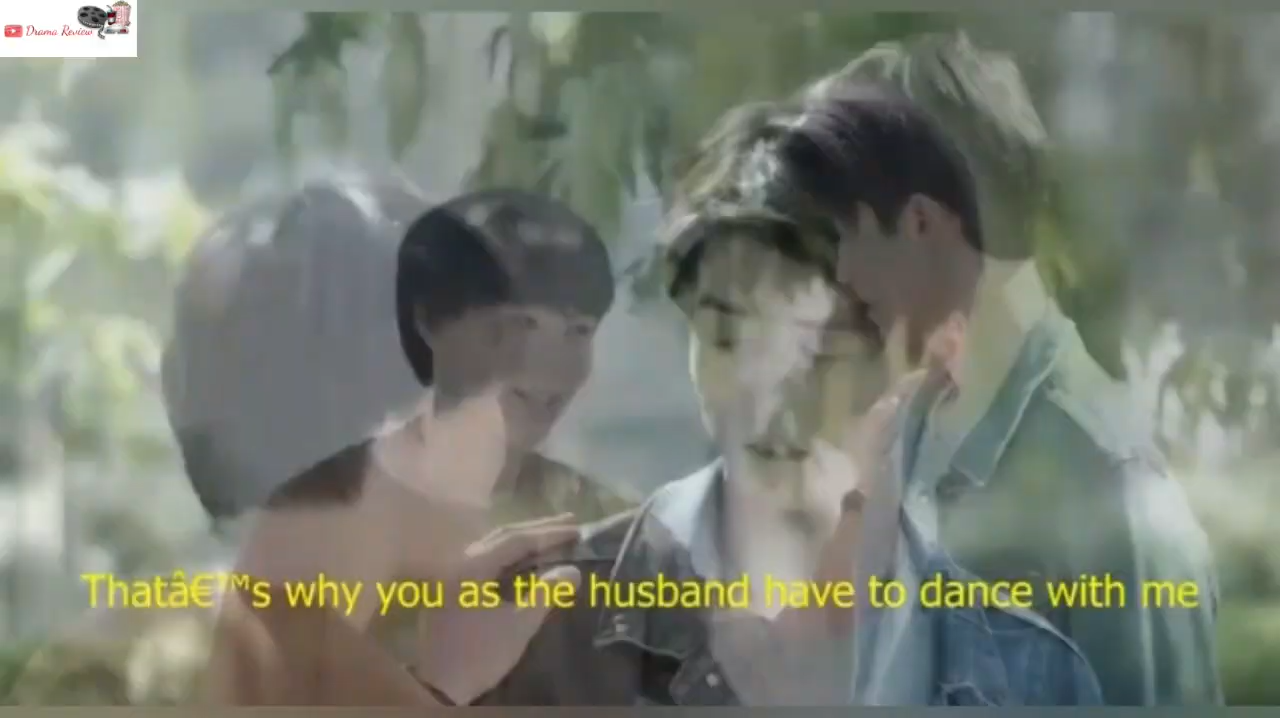 Drama Review
Thatâ€™s why you as the husband have to dance with me